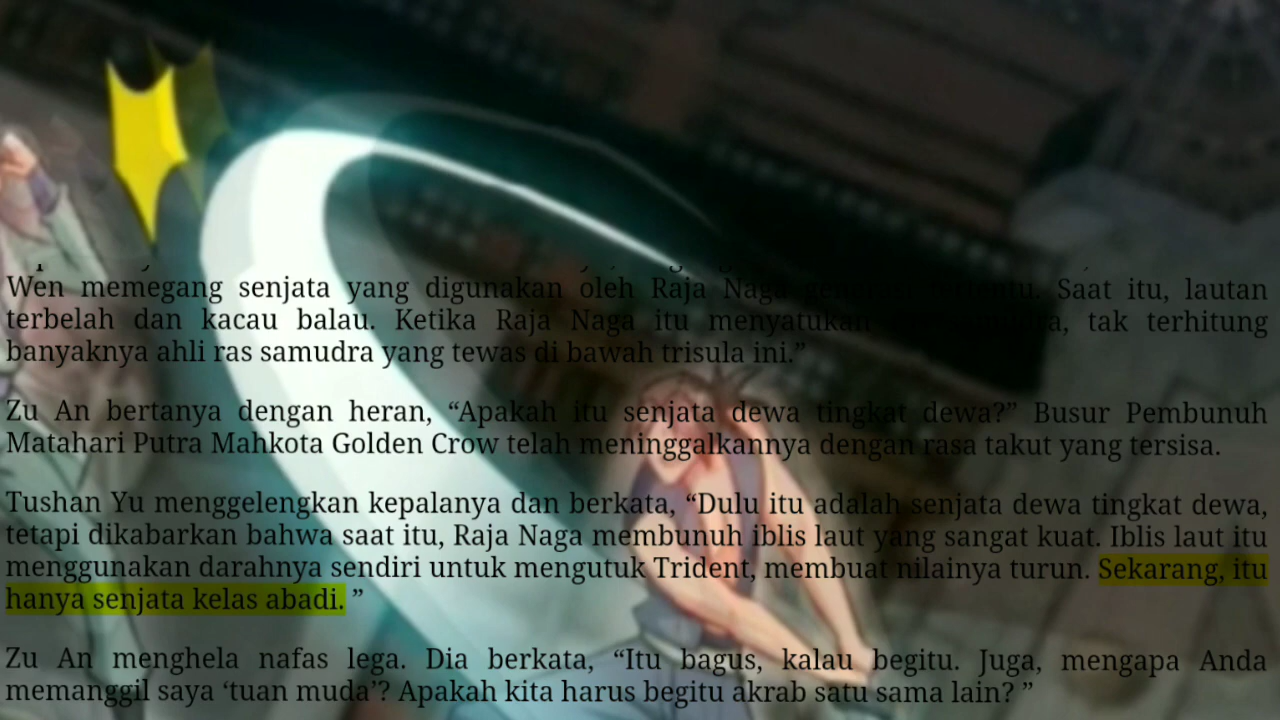 Wen memegang senjata yang digunakan oleh Raja Naga generasi tertentu. Saat itu, lautan
terbelah dan kacau balau. Ketika Raja Naga itu menyatukan tak terhitung
banyaknya ahli ras samudra yang tewas di bawah trisula ini.”
Zu An bertanya dengan heran, “Apakah itu senjata dewa tingkat dewa?” Busur Pembunuh
Matahari Putra Mahkota Golden Crow telah meninggalkannya dengan rasa takut yang tersisa.
Tushan Yu menggelengkan kepalanya dan berkata, “Dulu itu adalah senjata dewa tingkat dewa,
tetapi dikabarkan bahwa saat itu, Raja Naga membunuh iblis laut yang sangat kuat. Iblis laut itu
menggunakan darahnya sendiri untuk mengutuk Trident, membuat nilainya turun. Sekarang, itu
hanya senjata kelas abadi. ”
Zu An menghela nafas lega. Dia berkata, “Itu bagus, kalau begitu. Juga, mengapa Anda
memanggil saya ‘tuan muda’? Apakah kita harus begitu akrab satu sama lain? ”